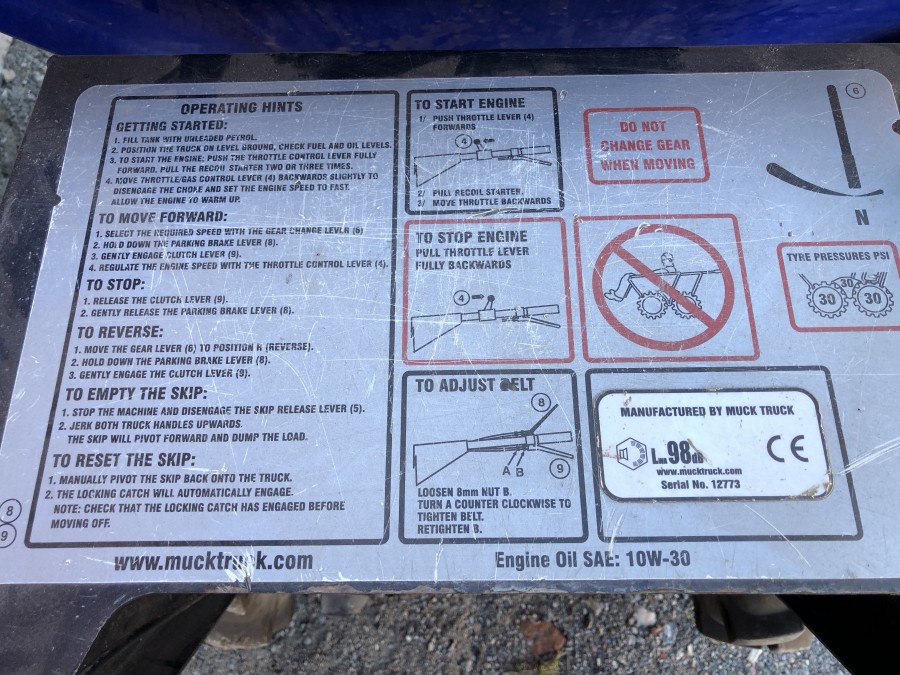 OPERATING HINTS
GETTING STARTED:
1. FILL TANK WITH UNLEADED PETROL.
2. POSITION THE TRUCK ON LEVEL GROUND, CHECK FUEL AND OIL LEVELS.
3. TO START THE ENGINE; PUSH THE THROTTLE CONTROL LEVER FULLY
FORWARD. PULL THE RECOIL STARTER TWO OR THREE TIMES.
4. MOVE THROTTLE/GAS CONTROL LEVER (4) BACKWARDS SLIGHTLY TO
DISENGAGE THE CHOKE AND SET THE ENGINE SPEED TO FAST.
ALLOW THE ENGINE TO WARM UP.
TO MOVE FORWARD:
1. SELECT THE REQUIRED SPEED WITH THE GEAR CHANGE LEVER (6)
2. HOLD DOWN THE PARKING BRAKE LEVER (8).
3. GENTLY ENGAGE CLUTCH LEVER (9).
4. REGULATE THE ENGINE SPEED WITH THE THROTTLE CONTROL LEVER (4).
TO STOP:
1. RELEASE THE CLUTCH LEVER (9).
2. GENTLY RELEASE THE PARKING BRAKE LEVER (8).
TO REVERSE:
1. MOVE THE GEAR LEVER (6) TO POSITION R (REVERSE).
2. HOLD DOWN THE PARKING BRAKE LEVER (8).
3. GENTLY ENGAGE THE CLUTCH LEVER (9).
TO EMPTY THE SKIP:
1. STOP THE MACHINE AND DISENGAGE THE SKIP RELEASE LEVER (5).
2. JERK BOTH TRUCK HANDLES UPWARDS.
THE SKIP WILL PIVOT FORWARD AND DUMP THE LOAD.
TO RESET THE SKIP:
1. MANUALLY PIVOT THE SKIP BACK ONTO THE TRUCK.
2. THE LOCKING CATCH WILL AUTOMATICALLY ENGAGE.
NOTE: CHECK THAT THE LOCKING CATCH HAS ENGAGED BEFORE
MOVING OFF.
8
9
TO START ENGINE
1/ PUSH THROTTLE LEVER (4)
FORWARDS
4
2/ PULL RECOIL STARTER.
3/ MOVE THROTTLE BACKWARDS
TO STOP ENGINE
PULL THROTTLE LEVER
FULLY BACKWARDS
4
TO ADJUST BELT
8
9
A B
LOOSEN 8mm NUT B.
TURN A COUNTER CLOCKWISE TO
TIGHTEN BELT.
RETIGHTEN B.
DO NOT
CHANGE GEAR
WHEN MOVING
6
N
TYRE PRESSURES PSI
30 30 30
MANUFACTURED BY MUCK TRUCK
98dB
CE
www.mucktruck.com
Serial No. 12773
www.mucktruck.com
Engine Oil SAE: 10W-30